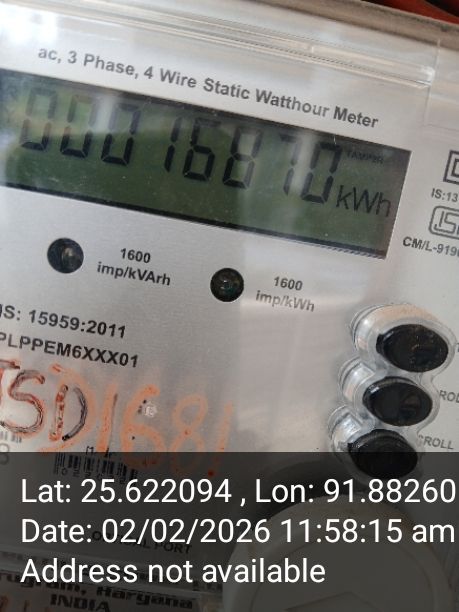 ac, 3 Phase, 4 Wire Static Watthour Meter
TAMPER
00016870 kWh
1600
imp/kVArh
1600
imp/kWh
IS:13
CM/L-919
IS: 15959:2011
PLPPEM6XXX01
SCROLL
Lat: 25.622094 , Lon: 91.88260
Date: 02/02/2026 11:58:15 am
Address not available
Haryana
INDIA